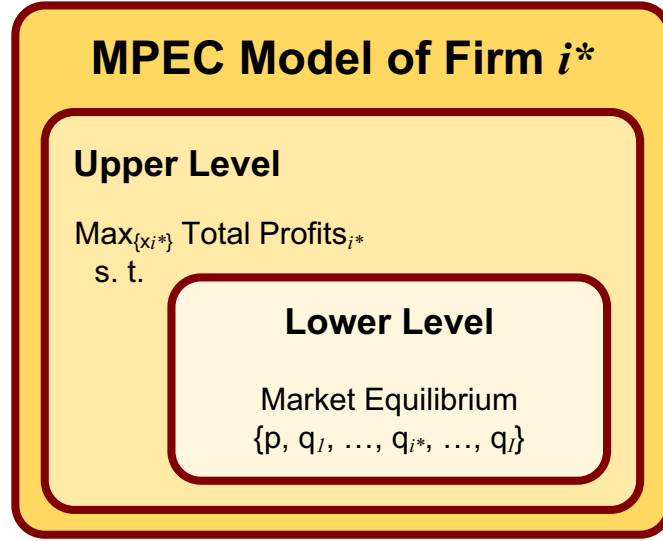 MPEC Model of Firm i*
Upper Level
Max{xi*} Total Profitsi*
s. t.
Lower Level
Market Equilibrium
{p, q1, …, qi*, …, qI}